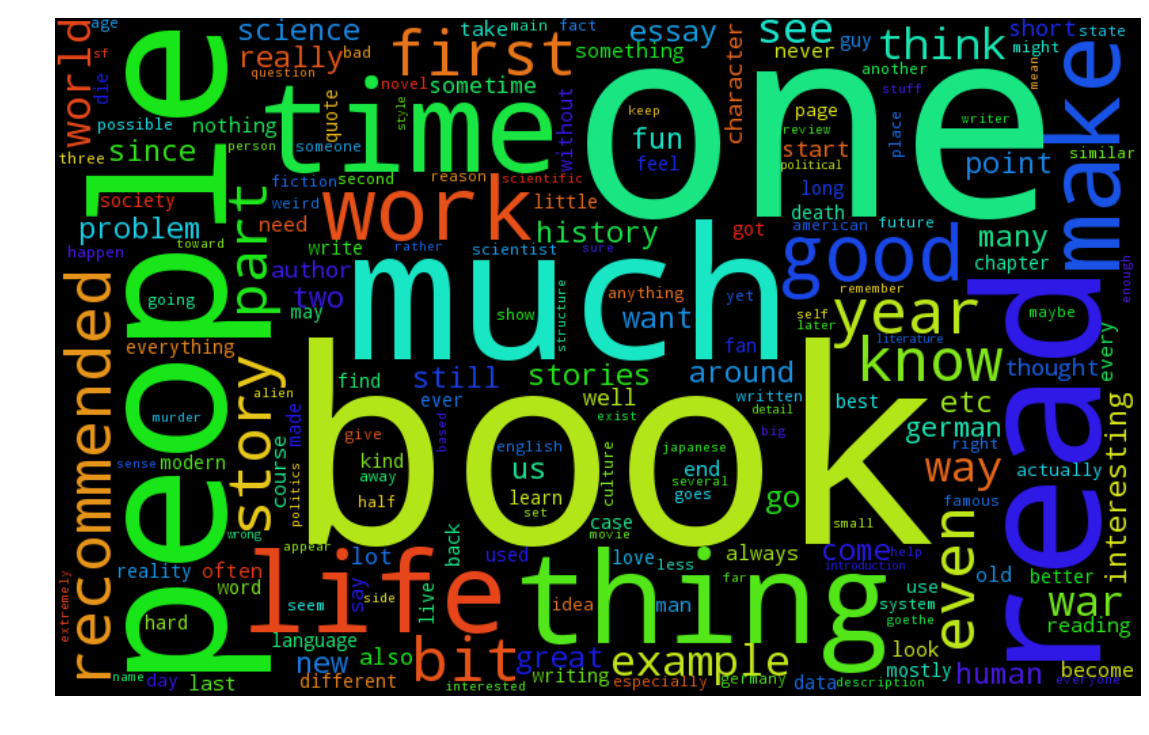 age
sf
die
world
possible
three
since
society
problem
toward
happen
recommended
people
going
everything
murder
sense
modern
wrong
reality
often
word
hard
extremely
name
day
last
science
really
bad
question
nothing
person
quote
someone
style
novel
sometime
time
first
take
main
fact
something
essay
without
feel
fun
keep
one
character
see
never
guy
think
another
stuff
page
review
political
start
place
writer
short
state
might
mean
make
point
similar
part
fiction
second
reason
scientific
weird
need
write
little
work
history
rather
scientist
sure
got
death
long
american
future
good
many
chapter
remember
author
two
may
much
show
structure
anything
want
yet
fan
self
later
year
literature
know
read
maybe
enough
thought
every
story
alien
made
find
still
ever
stories
well
around
written
exist
detail
best
etc
german
right
course
politics
based
book
give
kind
away
half
english
us
learn
set
culture
japanese
end
several
goes
big
go
small
way
actually
famous
interesting
appear
lot
back
used
case
movie
love
less
far
always
come
help
introduction
even
old
better
war
reading
life
seem
side
say
live
thing
idea
man
use
system
goethe
language
new
also
different
bit
great
interested
writing
example
especially
germany
data
description
look
mostly
human
become
everyone